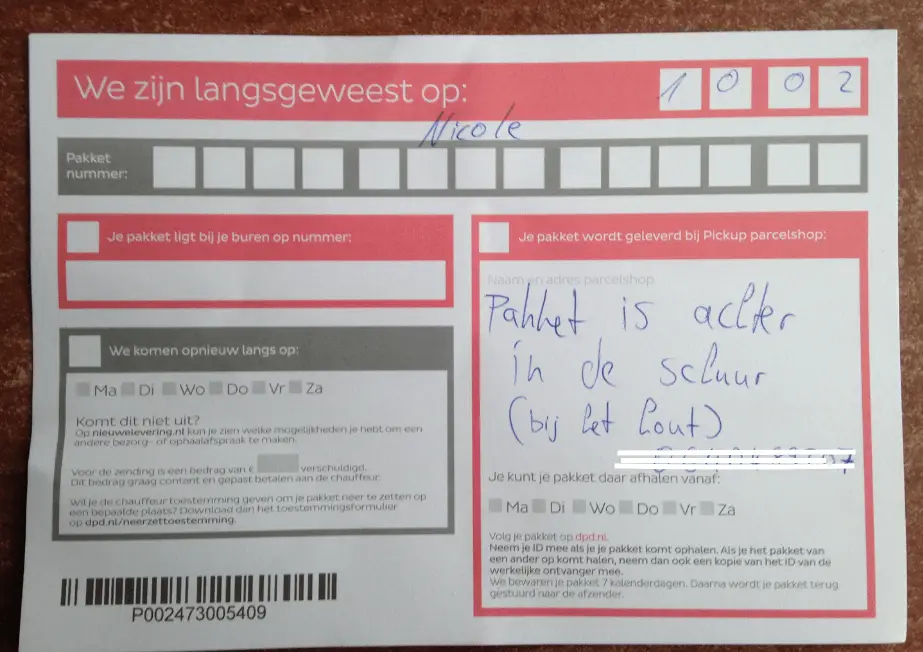 We zijn langsgeweest op: 10 02
Nicole
Pakket
nummer:
Je pakket ligt bij je buren op nummer:
We komen opnieuw langs op:
Ma Di Wo Do Vr Za
Komt dit niet uit?
Op nieuwelevering.nl kun je zien welke mogelijkheden je hebt om een
andere bezorg- of ophaalafspraak te maken.
Voor de zending is een bedrag van € verschuldigd.
Dit bedrag graag contant en gepast betalen aan de chauffeur.
Wil je de chauffeur toestemming geven om je pakket neer te zetten op
een bepaalde plaats? Download dan het toestemmingsformulier
op dpd.nl/neerzettoestemming.
P002473005409
Je pakket wordt geleverd bij Pickup parcelshop:
Naam en adres parcelshop
Pakket is achter
in de schuur
(bij het hout)
Je kunt je pakket daar afhalen vanaf:
Ma Di Wo Do Vr Za
Volg je pakket op dpd.nl.
Neem je ID mee als je je pakket komt ophalen. Als je het pakket van
een ander op komt halen, neem dan ook een kopie van het ID van de
werkelijke ontvanger mee.
We bewaren je pakket 7 kalenderdagen. Daarna wordt je pakket terug
gestuurd naar de afzender.